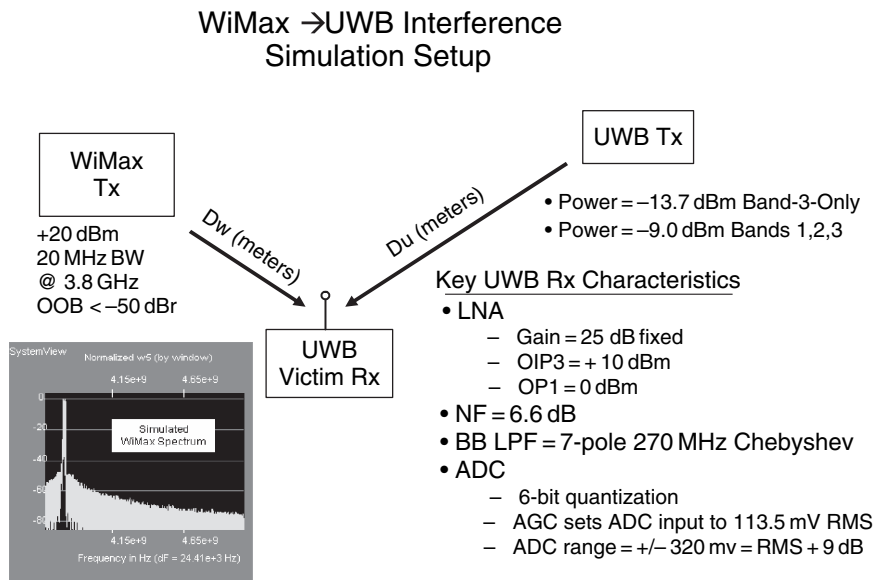 WiMax →UWB Interference
Simulation Setup
WiMax
Tx
+20 dBm
20 MHz BW
@ 3.8 GHz
OOB < –50 dBr
Dw (meters)
Du (meters)
UWB Tx
• Power = –13.7 dBm Band-3-Only
• Power = –9.0 dBm Bands 1,2,3
UWB
Victim Rx
Key UWB Rx Characteristics
• LNA
– Gain = 25 dB fixed
– OIP3 = + 10 dBm
– OP1 = 0 dBm
• NF = 6.6 dB
• BB LPF = 7-pole 270 MHz Chebyshev
• ADC
– 6-bit quantization
– AGC sets ADC input to 113.5 mV RMS
– ADC range = +/– 320 mv = RMS + 9 dB
SystemView
Normalized w5 (by window)
4.15e+9 4.65e+9
0
-20
-40
-60
-80
Simulated
WiMax Spectrum
4.15e+9 4.65e+9
Frequency in Hz (dF = 24.41e+3 Hz)